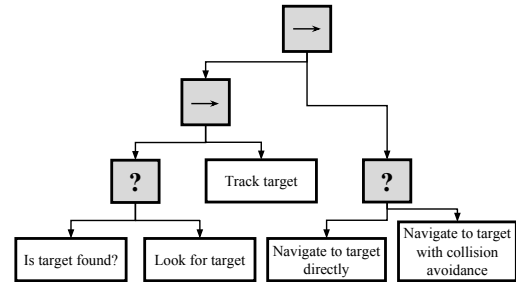 →
→
?
Track target
?
Is target found?
Look for target
Navigate to target
directly
Navigate to target
with collision
avoidance